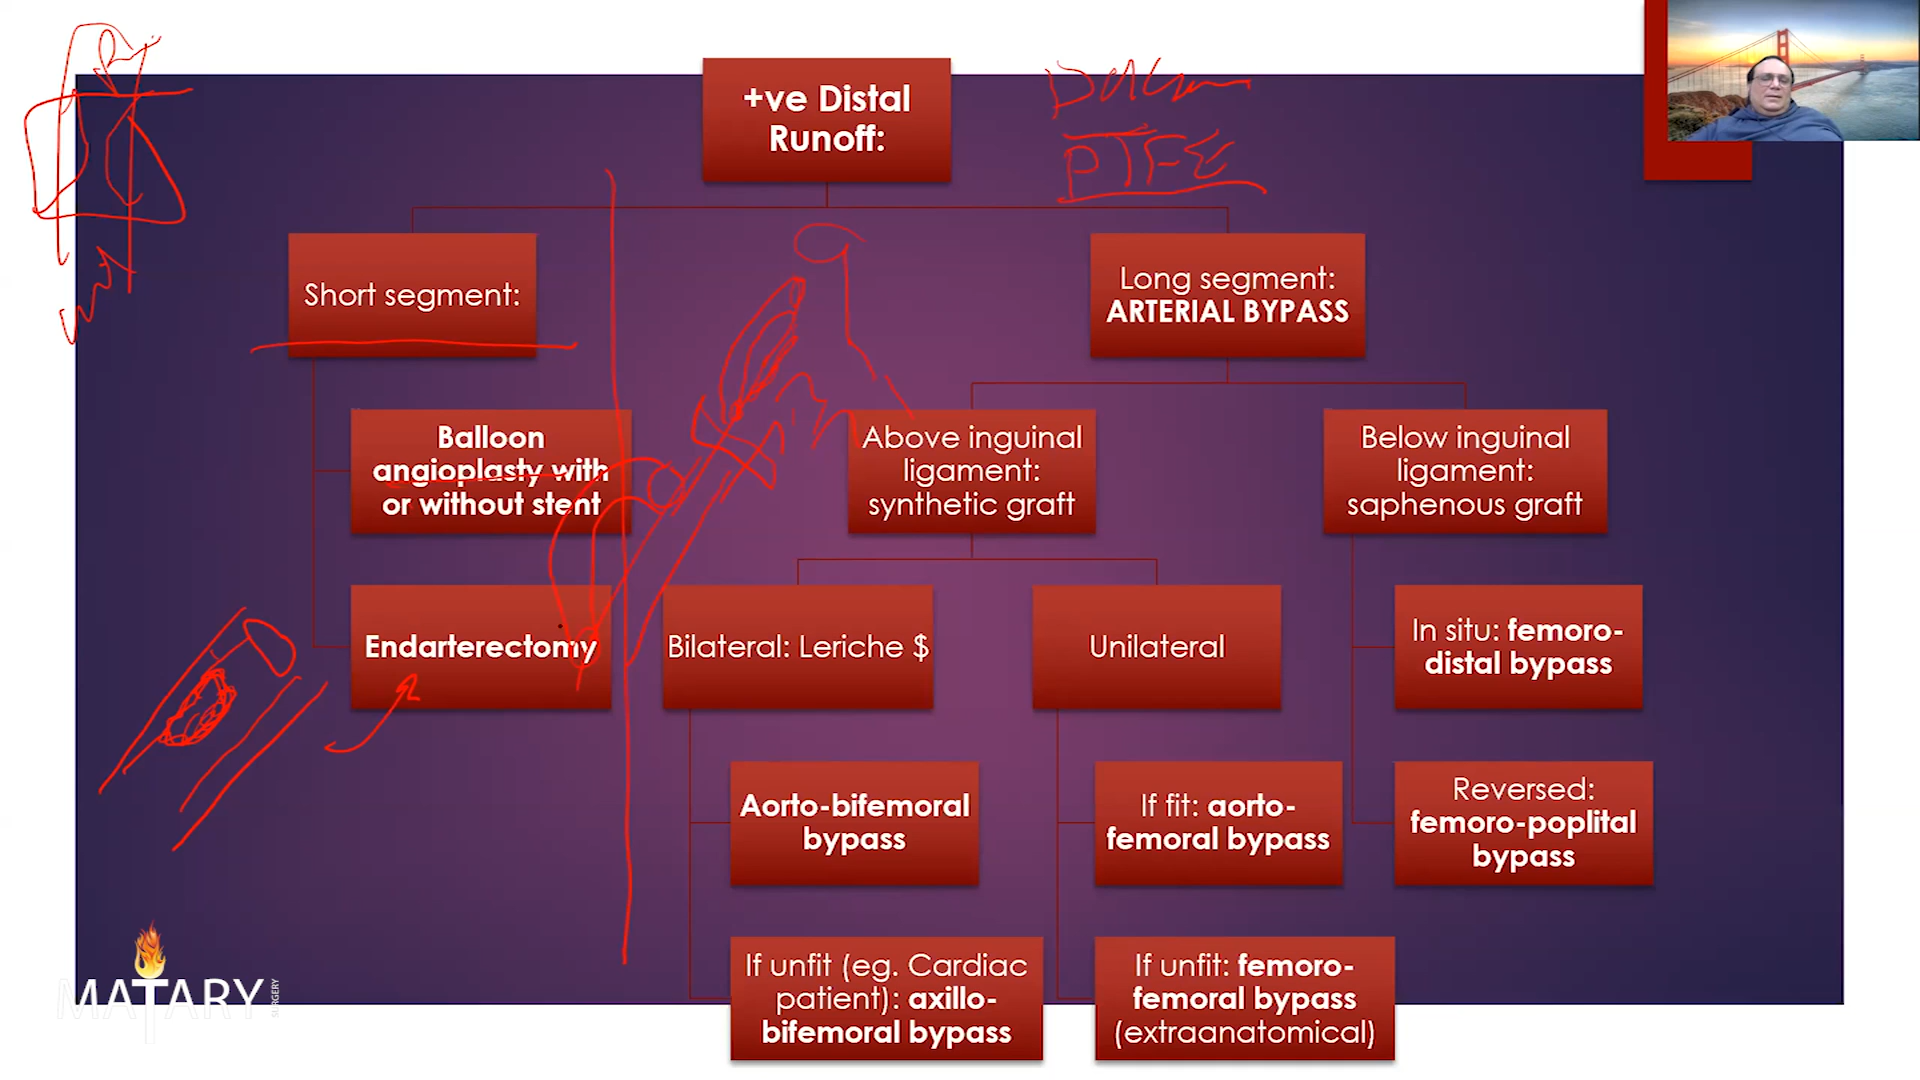 +ve Distal
Runoff:
Dacron
PTFE
Short segment:
Long segment:
ARTERIAL BYPASS
Balloon
angioplasty with
or without stent
Above inguinal
ligament:
synthetic graft
Below inguinal
ligament:
saphenous graft
Endarterectomy
Bilateral: Leriche $
Unilateral
In situ: femoro-
distal bypass
Aorto-bifemoral
bypass
If fit: aorto-
femoral bypass
Reversed:
femoro-poplital
bypass
If unfit (eg. Cardiac
patient): axillo-
bifemoral bypass
If unfit: femoro-
femoral bypass
(extraanatomical)
MATARY
SURGERY